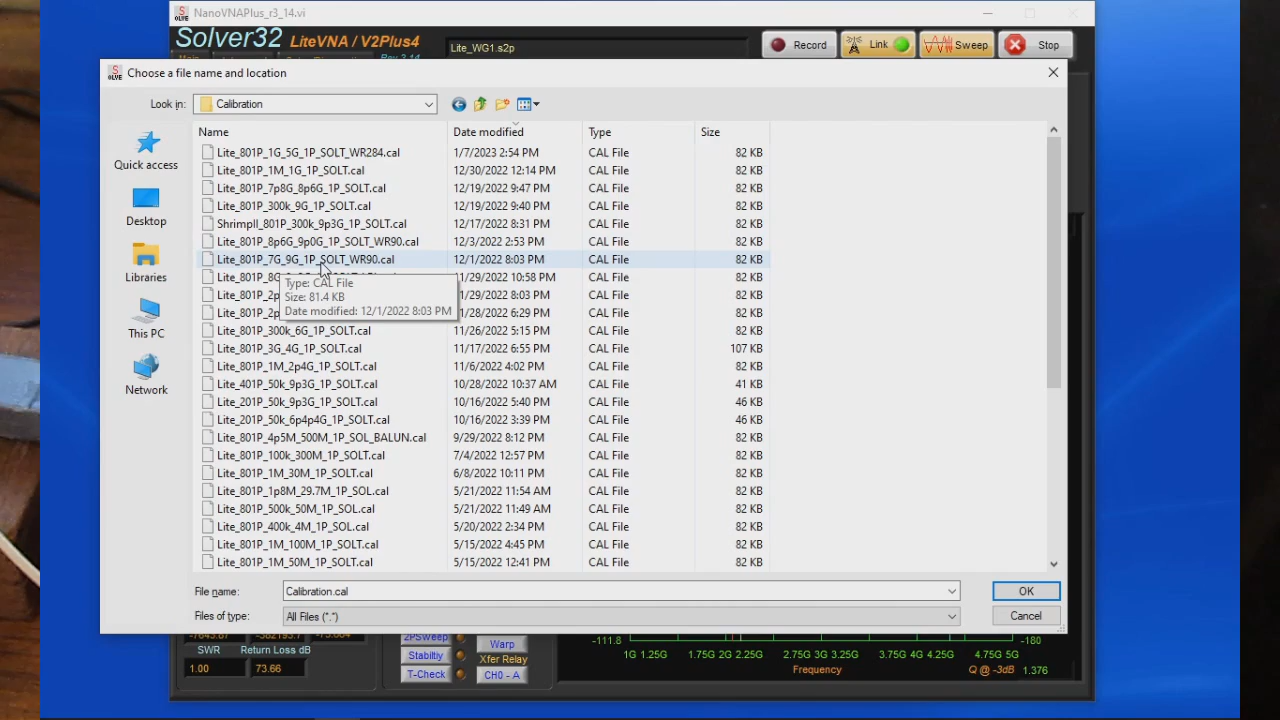 NanoVNAPlus_r3_14.vi
Solver32 LiteVNA / V2Plus4
Lite_WG1.s2p
Record
Link
Sweep
Stop
Choose a file name and location
Look in:
Calibration
Quick access
Desktop
Libraries
This PC
Network
Name Date modified Type Size
Lite_801P_1G_5G_1P_SOLT_WR284.cal 1/7/2023 2:54 PM CAL File 82 KB
Lite_801P_1M_1G_1P_SOLT.cal 12/30/2022 12:14 PM CAL File 82 KB
Lite_801P_7p8G_8p6G_1P_SOLT.cal 12/19/2022 9:47 PM CAL File 82 KB
Lite_801P_300k_9G_1P_SOLT.cal 12/19/2022 9:40 PM CAL File 82 KB
ShrimpII_801P_300k_9p3G_1P_SOLT.cal 12/17/2022 8:31 PM CAL File 82 KB
Lite_801P_8p6G_9p0G_1P_SOLT_WR90.cal 12/3/2022 2:53 PM CAL File 82 KB
Lite_801P_7G_9G_1P_SOLT_WR90.cal 12/1/2022 8:03 PM CAL File 82 KB
11/29/2022 10:58 PM CAL File 82 KB
Lite_801P_2p 11/29/2022 8:03 PM CAL File 82 KB
Lite_801P_2p 11/28/2022 6:29 PM CAL File 82 KB
Type: CAL File
Size: 81.4 KB
Date modified: 12/1/2022 8:03 PM
Lite_801P_300k_6G_1P_SOLT.cal 11/26/2022 5:15 PM CAL File 82 KB
Lite_801P_3G_4G_1P_SOLT.cal 11/17/2022 6:55 PM CAL File 107 KB
Lite_801P_1M_2p4G_1P_SOLT.cal 11/6/2022 4:02 PM CAL File 82 KB
Lite_401P_50k_9p3G_1P_SOLT.cal 10/28/2022 10:37 AM CAL File 41 KB
Lite_201P_50k_9p3G_1P_SOLT.cal 10/16/2022 5:40 PM CAL File 46 KB
Lite_201P_50k_6p4p4G_1P_SOLT.cal 10/16/2022 3:39 PM CAL File 46 KB
Lite_801P_4p5M_500M_1P_SOL_BALUN.cal 9/29/2022 8:12 PM CAL File 82 KB
Lite_801P_100k_300M_1P_SOLT.cal 7/4/2022 12:57 PM CAL File 82 KB
Lite_801P_1M_30M_1P_SOLT.cal 6/8/2022 10:11 PM CAL File 82 KB
Lite_801P_1p8M_29.7M_1P_SOL.cal 5/21/2022 11:54 AM CAL File 82 KB
Lite_801P_500k_50M_1P_SOL.cal 5/21/2022 11:49 AM CAL File 82 KB
Lite_801P_400k_4M_1P_SOL.cal 5/20/2022 2:34 PM CAL File 82 KB
Lite_801P_1M_100M_1P_SOLT.cal 5/15/2022 4:45 PM CAL File 82 KB
Lite_801P_1M_50M_1P_SOLT.cal 5/15/2022 12:41 PM CAL File 82 KB
File name:
Calibration.cal
OK
Files of type:
All Files (*.*)
Cancel
SWR Return Loss dB
1.00 73.66
2PSweep
Stabiltiy
T-Check
Warp
Xfer Relay
CH0 - A
-111.8
-180
1G 1.25G 1.75G 2G 2.25G 2.75G 3G 3.25G 3.75G 4G 4.25G 4.75G 5G
Frequency
Q @ -3dB 1.376